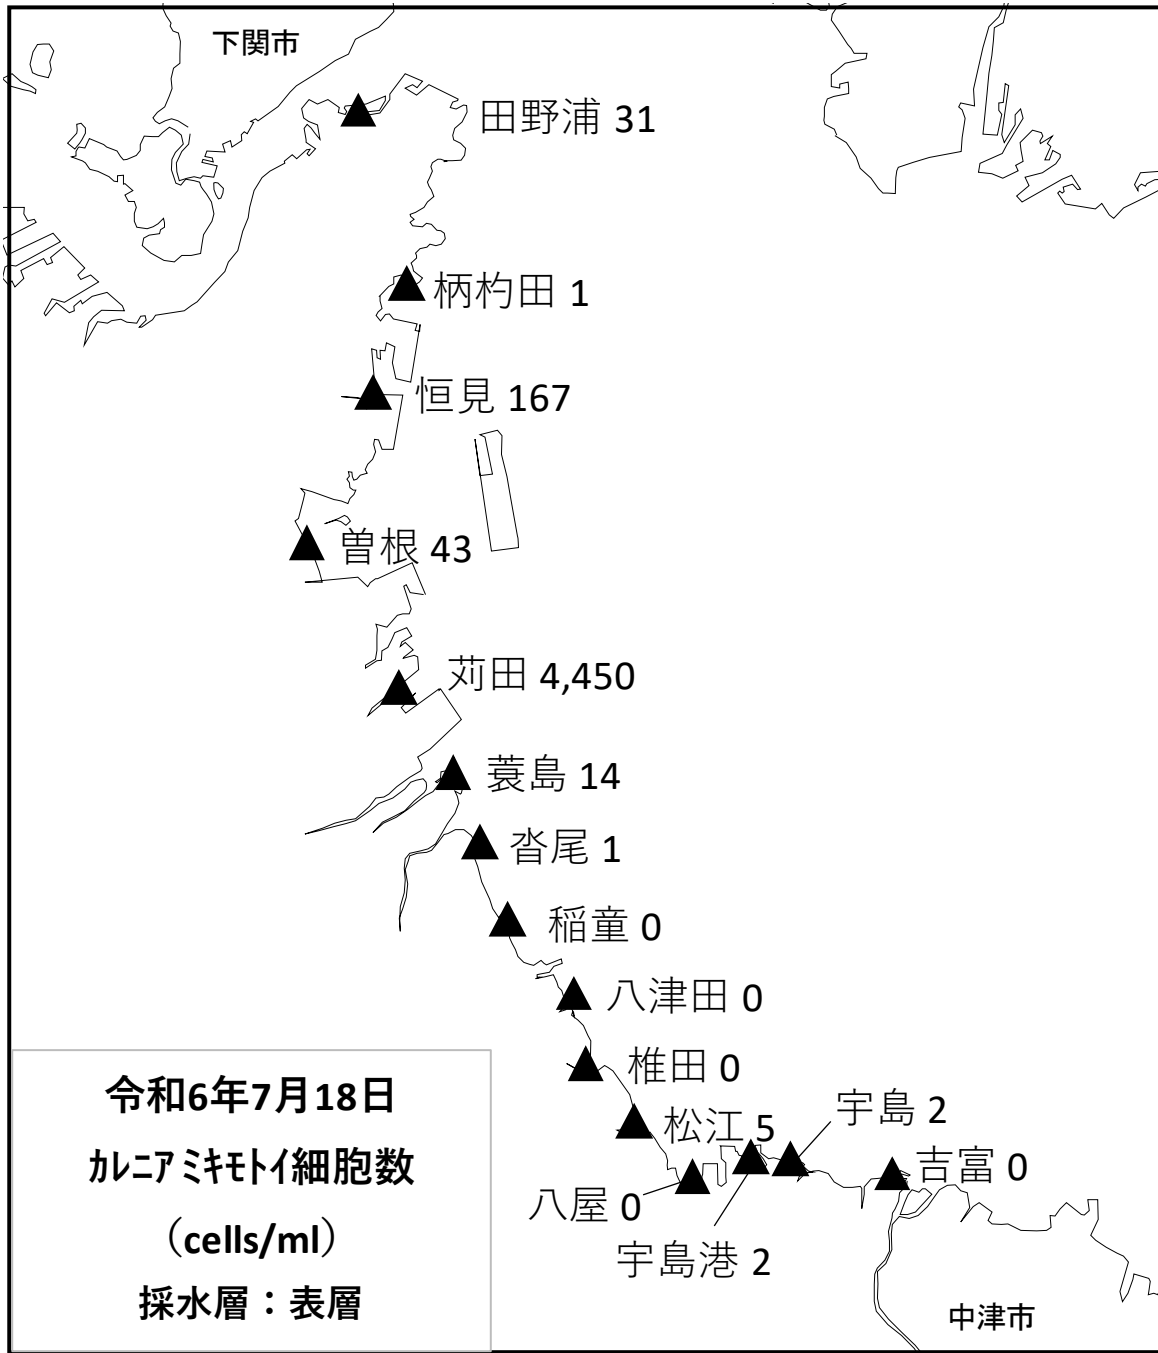 下関市
田野浦 31
柄杓田 1
恒見 167
曽根 43
苅田 4,450
蓑島 14
沓尾 1
稲童 0
八津田 0
椎田 0
松江 5
宇島 2
吉富 0
八屋 0
宇島港 2
中津市
令和6年7月18日
ｶﾚﾆｱ ﾐｷﾓﾄｲ細胞数
（cells/ml）
採水層：表層